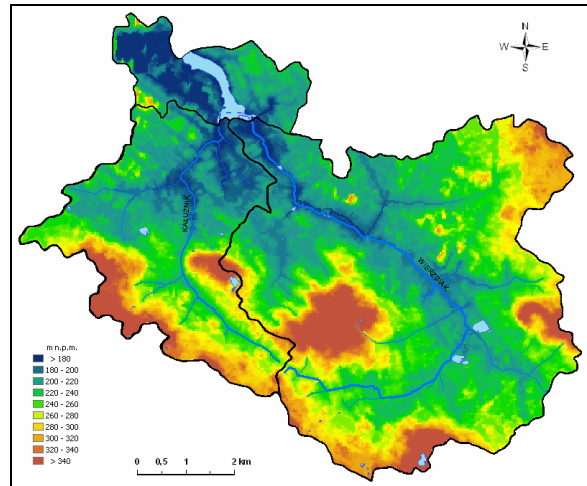 N
W E
S
KAŁUŻNIK
WIERZBIAK
m n.p.m.
> 180
180 - 200
200 - 220
220 - 240
240 - 260
260 - 280
280 - 300
300 - 320
320 - 340
> 340
0 0,5 1 2 km